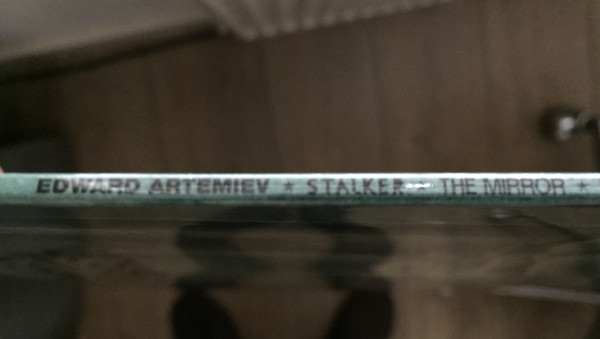 EDWARD ARTEMIEV * STALKER - THE MIRROR *